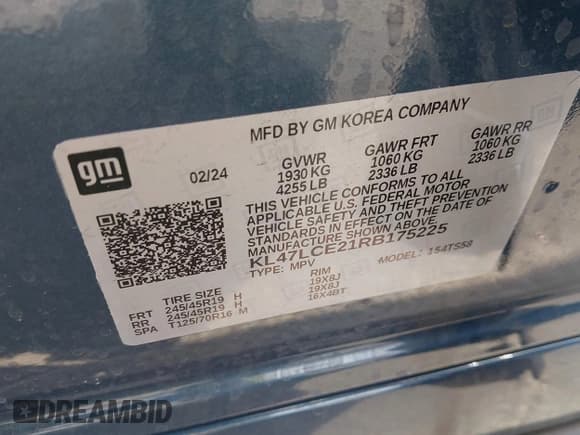 gm
MFD BY GM KOREA COMPANY
02/24
GVWR GAWR FRT GAWR RR
1930 KG 1060 KG 1060 KG
4255 LB 2336 LB 2336 LB
THIS VEHICLE CONFORMS TO ALL
APPLICABLE U.S. FEDERAL MOTOR
VEHICLE SAFETY AND THEFT PREVENTION
STANDARDS IN EFFECT ON THE DATE OF
MANUFACTURE SHOWN ABOVE.
KL47LCE21RB175225
TYPE: MPV MODEL: 1S4TS58
TIRE SIZE RIM
FRT 245/45R19 H 19X8J
RR 245/45R19 H 19X8J
SPA T125/70R16 M 16X4BT
DREAMBID